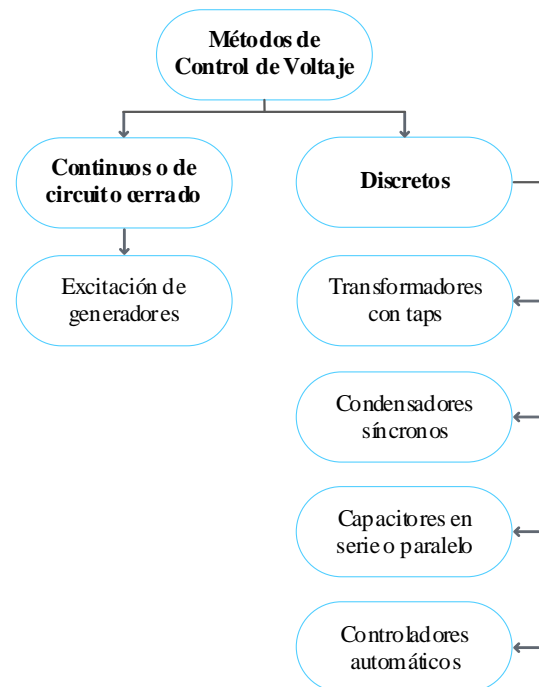 Métodos de
Control de Voltaje
Continuos o de
circuito cerrado
Discretos
Excitación de
generadores
Transformadores
con taps
Condensadores
síncronos
Capacitores en
serie o paralelo
Controladores
automáticos